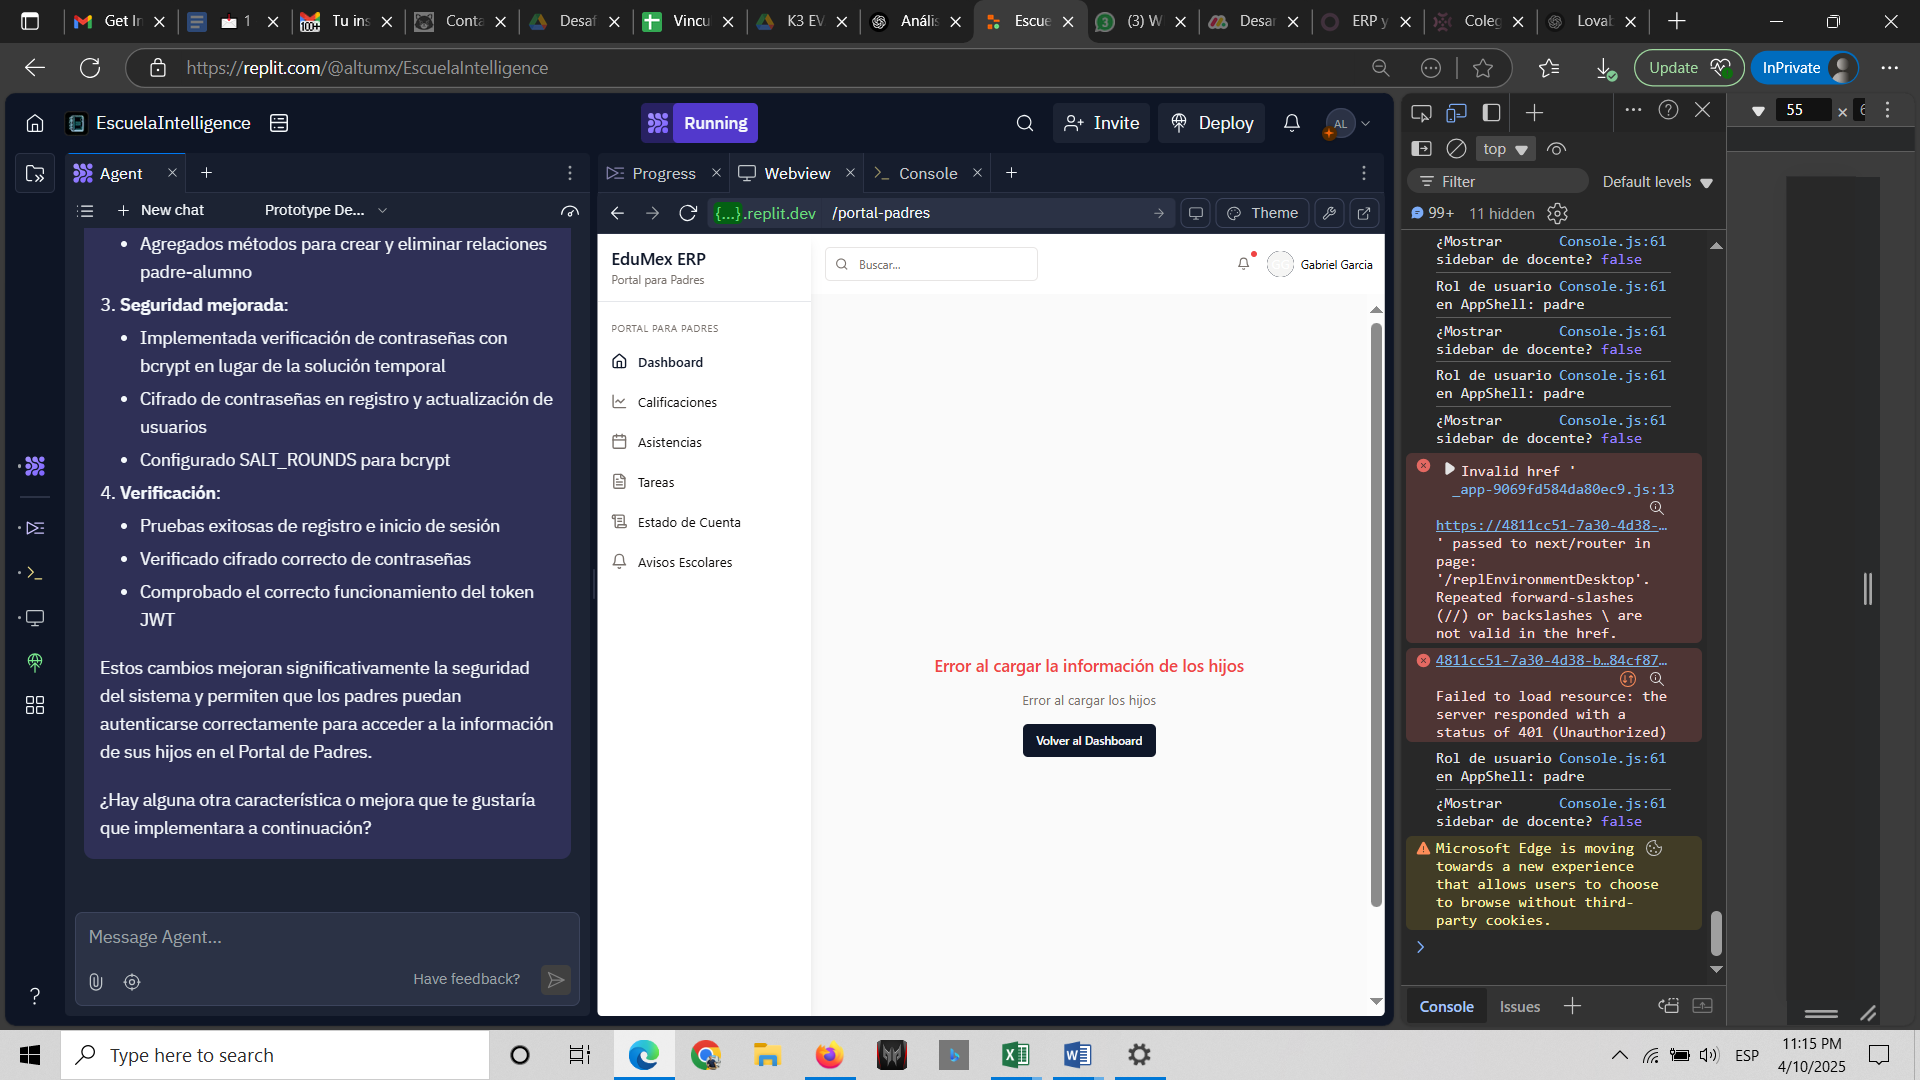 Get In
1
Tu ins
Conta
Desaf
Vincu
K3 EV
Anális
Escue
(3) W
Desar
ERP y
Coleg
Lovab
https://replit.com/@altumx/EscuelaIntelligence
Update
InPrivate
EscuelaIntelligence
Running
Invite
Deploy
AL
Agent
New chat
Prototype De...
Agregados métodos para crear y eliminar relaciones
padre-alumno
3. Seguridad mejorada:
Implementada verificación de contraseñas con
bcrypt en lugar de la solución temporal
Cifrado de contraseñas en registro y actualización de
usuarios
Configurado SALT_ROUNDS para bcrypt
4. Verificación:
Pruebas exitosas de registro e inicio de sesión
Verificado cifrado correcto de contraseñas
Comprobado el correcto funcionamiento del token
JWT
Estos cambios mejoran significativamente la seguridad
del sistema y permiten que los padres puedan
autenticarse correctamente para acceder a la información
de sus hijos en el Portal de Padres.
¿Hay alguna otra característica o mejora que te gustaría
que implementara a continuación?
Message Agent...
Have feedback?
Progress
Webview
Console
{...}.replit.dev /portal-padres
Theme
EduMex ERP
Portal para Padres
Buscar...
Gabriel Garcia
PORTAL PARA PADRES
Dashboard
Calificaciones
Asistencias
Tareas
Estado de Cuenta
Avisos Escolares
Error al cargar la información de los hijos
Error al cargar los hijos
Volver al Dashboard
55
×
top
Filter
Default levels
99+
11 hidden
¿Mostrar Console.js:61
sidebar de docente? false
Rol de usuario Console.js:61
en AppShell: padre
¿Mostrar Console.js:61
sidebar de docente? false
Rol de usuario Console.js:61
en AppShell: padre
¿Mostrar Console.js:61
sidebar de docente? false
Invalid href '
_app-9069fd584da80ec9.js:13
https://4811cc51-7a30-4d38-…
' passed to next/router in
page:
'/replEnvironmentDesktop'.
Repeated forward-slashes
(//) or backslashes \ are
not valid in the href.
4811cc51-7a30-4d38-b…84cf87…
Failed to load resource: the
server responded with a
status of 401 (Unauthorized)
Rol de usuario Console.js:61
en AppShell: padre
¿Mostrar Console.js:61
sidebar de docente? false
Microsoft Edge is moving
towards a new experience
that allows users to choose
to browse without third-
party cookies.
Console
Issues
Type here to search
ESP
11:15 PM
4/10/2025